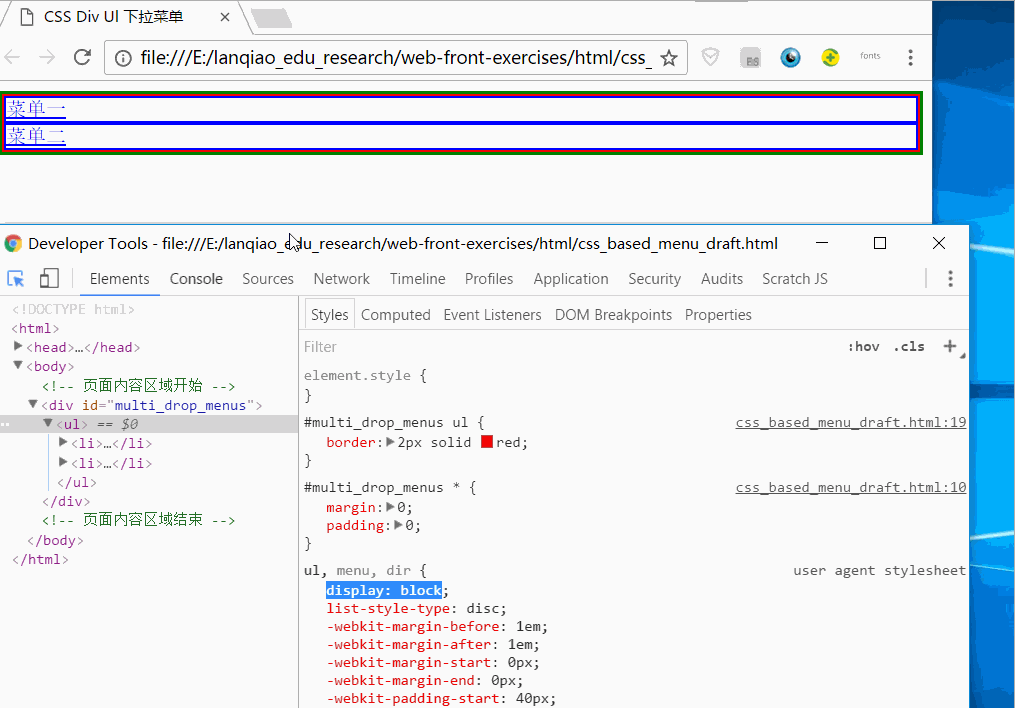 CSS Div Ul 下拉菜单
file:///E:/lanqiao_edu_research/web-front-exercises/html/css_
fonts
菜单一
菜单二
Developer Tools - file:///E:/lanqiao_edu_research/web-front-exercises/html/css_based_menu_draft.html
Elements Console Sources Network Timeline Profiles Application Security Audits Scratch JS
<!DOCTYPE html>
<html>
<head>…</head>
<body>
<!-- 页面内容区域开始 -->
<div id="multi_drop_menus">
<ul> == $0
<li>…</li>
<li>…</li>
</ul>
</div>
<!-- 页面内容区域结束 -->
</body>
</html>
Styles Computed Event Listeners DOM Breakpoints Properties
Filter :hov .cls +
element.style {
}
#multi_drop_menus ul { css_based_menu_draft.html:19
border: 2px solid red;
}
#multi_drop_menus * { css_based_menu_draft.html:10
margin: 0;
padding: 0;
}
ul, menu, dir { user agent stylesheet
display: block;
list-style-type: disc;
-webkit-margin-before: 1em;
-webkit-margin-after: 1em;
-webkit-margin-start: 0px;
-webkit-margin-end: 0px;
-webkit-padding-start: 40px;